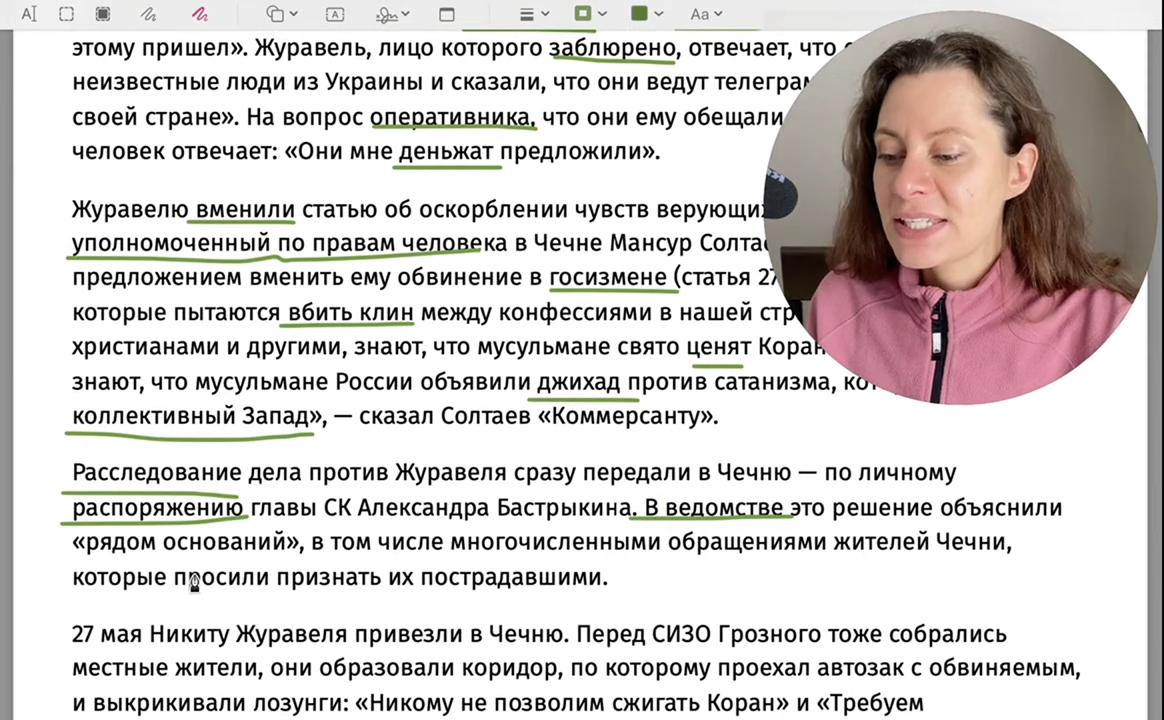 Aa
этому пришел». Журавель, лицо которого заблюрено, отвечает, что
неизвестные люди из Украины и сказали, что они ведут
своей стране». На вопрос оперативника, что они ему обещали
человек отвечает: «Они мне деньжат предложили».
Журавелю вменили статью об оскорблении чувств
уполномоченный по правам человека в Чечне Мансур
предложением вменить ему обвинение в госизмене (статья
которые пытаются вбить клин между конфессиями в нашей
христианами и другими, знают, что мусульмане свято ценят Коран
знают, что мусульмане России объявили джихад против сатанизма,
коллективный Запад», — сказал Солтаев «Коммерсанту».
Расследование дела против Журавеля сразу передали в Чечню — по личному
распоряжению главы СК Александра Бастрыкина. В ведомстве это решение объяснили
«рядом оснований», в том числе многочисленными обращениями жителей Чечни,
которые просили признать их пострадавшими.
27 мая Никиту Журавеля привезли в Чечню. Перед СИЗО Грозного тоже собрались
местные жители, они образовали коридор, по которому проехал автозак с обвиняемым,
и выкрикивали лозунги: «Никому не позволим сжигать Коран» и «Требуем